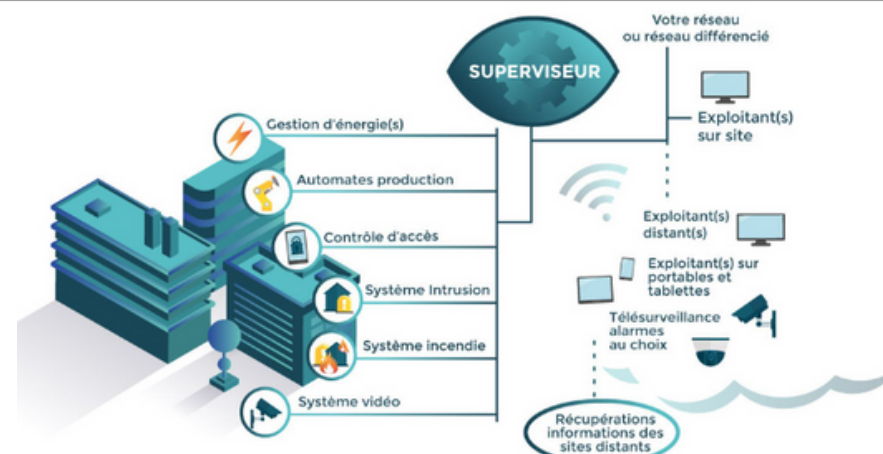 Votre réseau
ou réseau différencié
SUPERVISEUR
Exploitant(s)
sur site
Gestion d'énergie(s)
Automates production
Contrôle d'accès
Système Intrusion
Système incendie
Système vidéo
Exploitant(s)
distant(s)
Exploitant(s) sur
portables et
tablettes
Télésurveillance
alarmes
au choix
Récupérations
informations des
sites distants